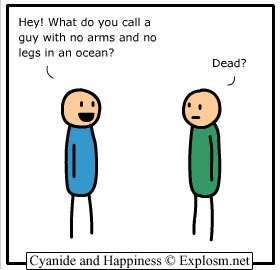 Hey! What do you call a
guy with no arms and no
legs in an ocean?
Dead?
Cyanide and Happiness © Explosm.net